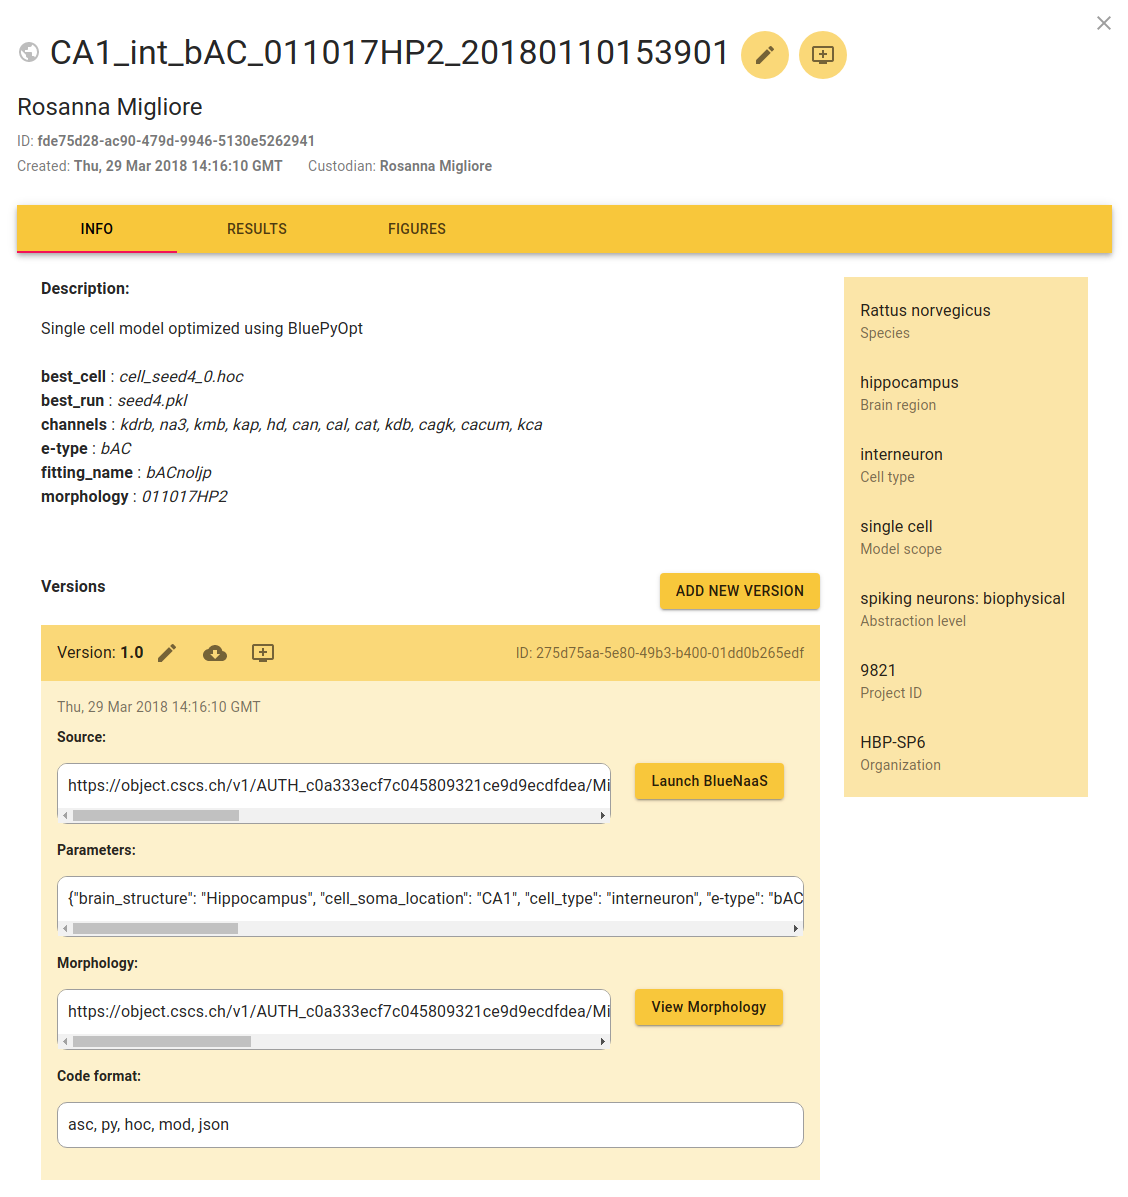 CA1_int_bAC_011017HP2_20180110153901
Rosanna Migliore
ID: fde75d28-ac90-479d-9946-5130e5262941
Created: Thu, 29 Mar 2018 14:16:10 GMT Custodian: Rosanna Migliore
INFO RESULTS FIGURES
Description:
Single cell model optimized using BluePyOpt
best_cell : cell_seed4_0.hoc
best_run : seed4.pkl
channels : kdrb, na3, kmb, kap, hd, can, cal, cat, kdb, cagk, cacum, kca
e-type : bAC
fitting_name : bACnoljp
morphology : 011017HP2
Versions
ADD NEW VERSION
Version: 1.0
ID: 275d75aa-5e80-49b3-b400-01dd0b265edf
Thu, 29 Mar 2018 14:16:10 GMT
Source:
https://object.cscs.ch/v1/AUTH_c0a333ecf7c045809321ce9d9ecdfdea/Mi
Launch BlueNaaS
Parameters:
{"brain_structure": "Hippocampus", "cell_soma_location": "CA1", "cell_type": "interneuron", "e-type": "bAC
Morphology:
https://object.cscs.ch/v1/AUTH_c0a333ecf7c045809321ce9d9ecdfdea/Mi
View Morphology
Code format:
asc, py, hoc, mod, json
Rattus norvegicus
Species
hippocampus
Brain region
interneuron
Cell type
single cell
Model scope
spiking neurons: biophysical
Abstraction level
9821
Project ID
HBP-SP6
Organization